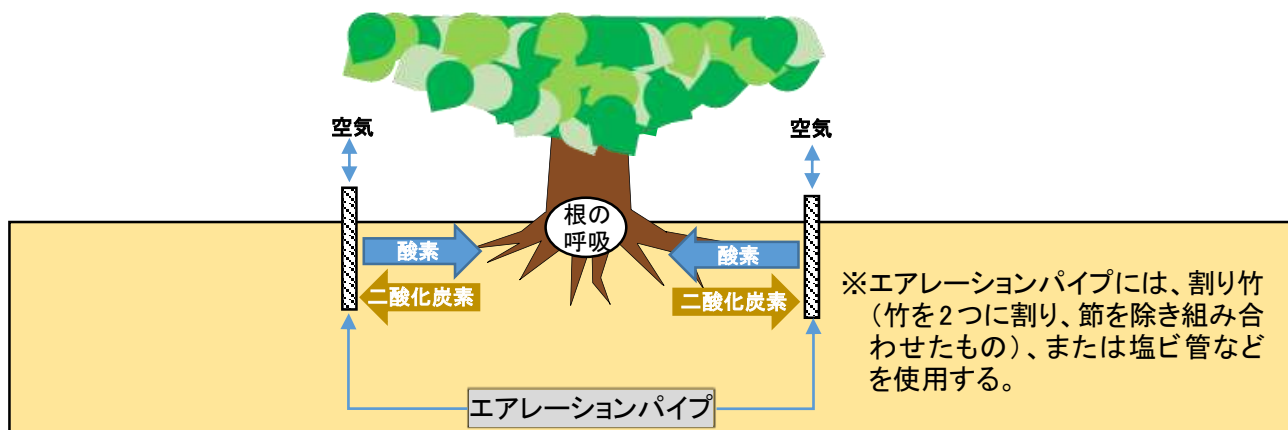 空気
空気
根の
呼吸
酸素
酸素
二酸化炭素
二酸化炭素
※エアレーションパイプには、割り竹
（竹を2つに割り、節を除き組み合
わせたもの）、または塩ビ管など
を使用する。
エアレーションパイプ